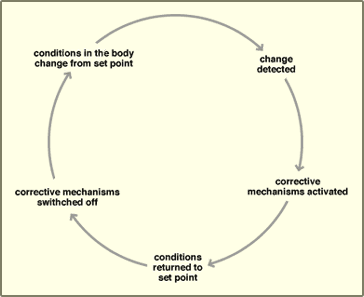 conditions in the body
change from set point
change
detected
corrective
mechanisms activated
conditions
returned to
set point
corrective mechanisms
swithched off